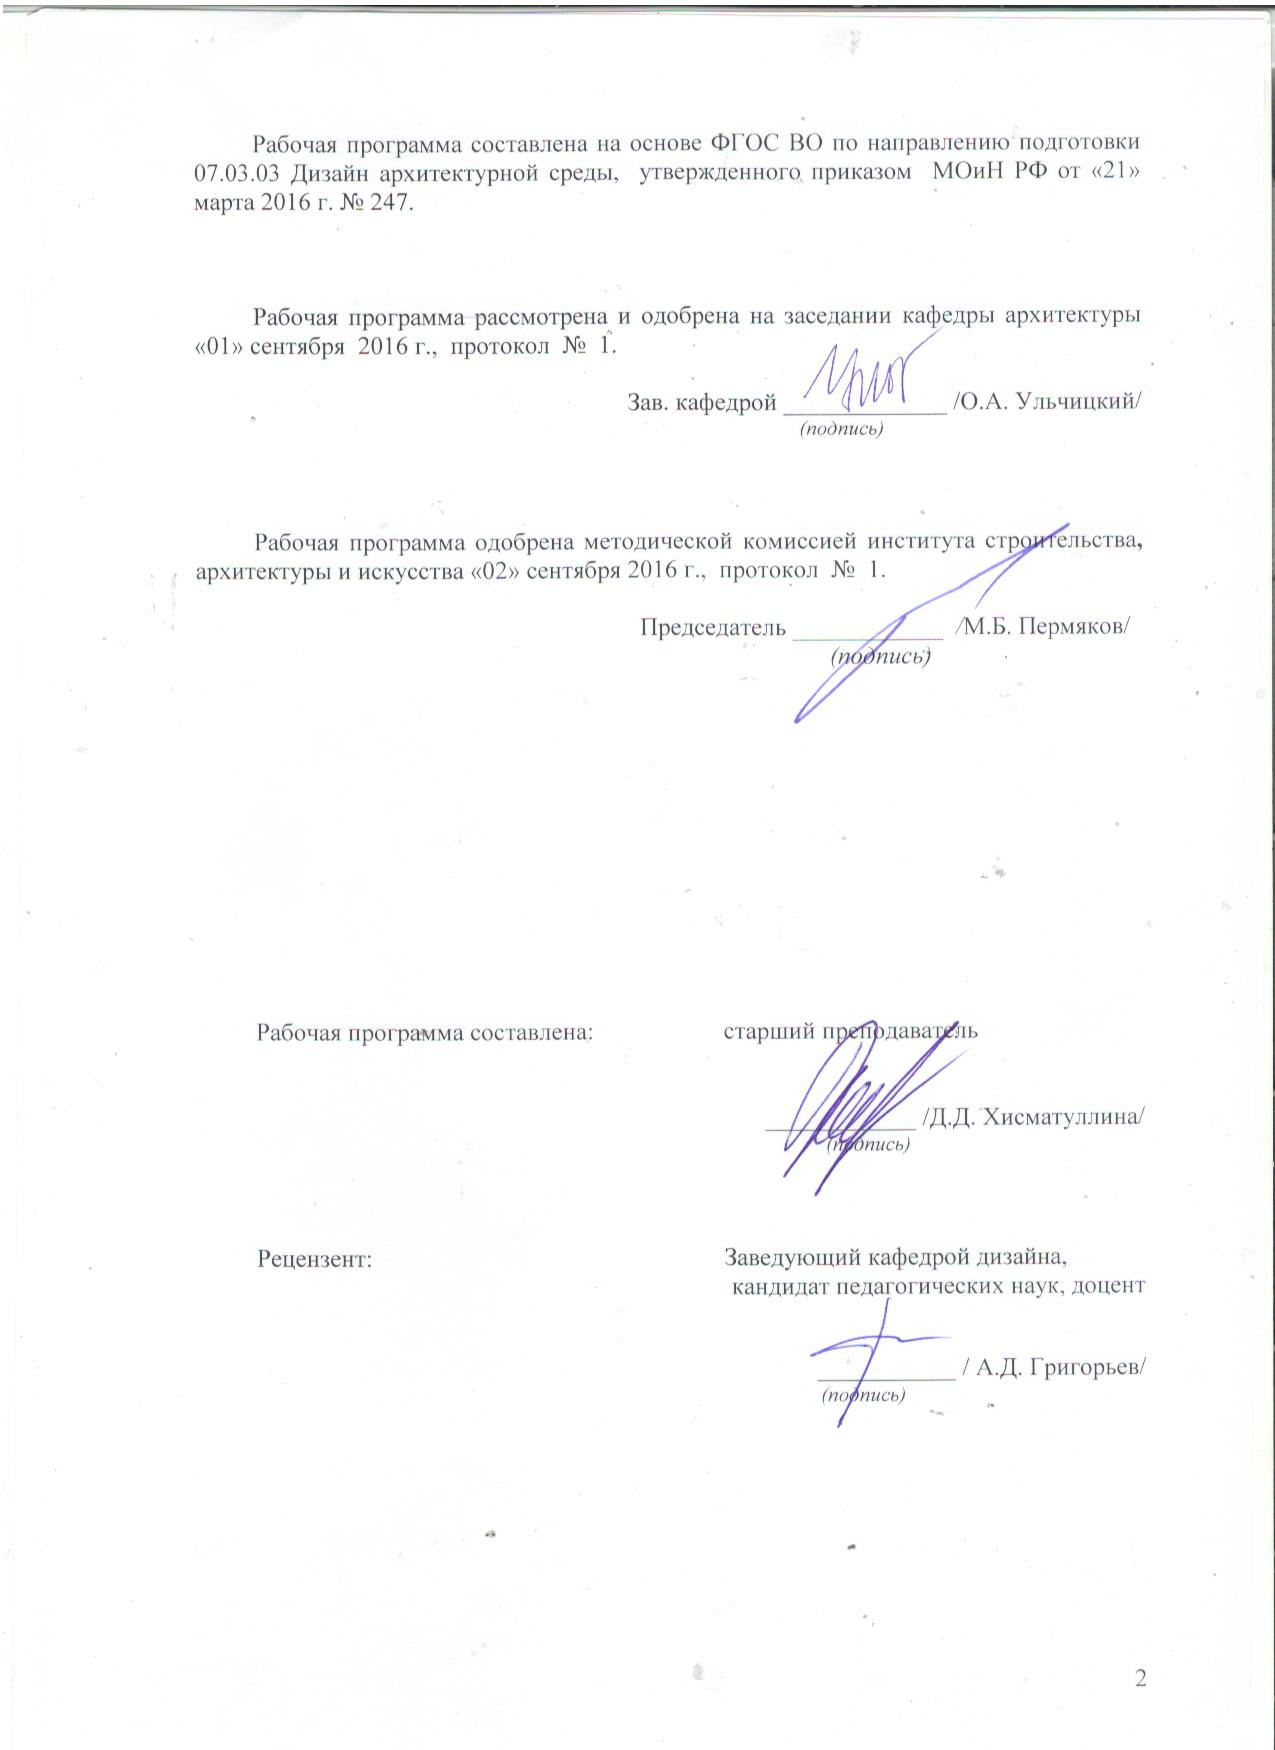 Рабочая программа составлена на основе ФГОС ВО по направлению подготовки
07.03.03 Дизайн архитектурной среды, утвержденного приказом МОиН РФ от «21»
марта 2016 г. № 247.
Рабочая программа рассмотрена и одобрена на заседании кафедры архитектуры
«01» сентября 2016 г., протокол № 1.
Зав. кафедрой _____________ /О.А. Ульчицкий/
(подпись)
Рабочая программа одобрена методической комиссией института строительства,
архитектуры и искусства «02» сентября 2016 г., протокол № 1.
Председатель ____________ /М.Б. Пермяков/
(подпись)
Рабочая программа составлена: старший преподаватель
____________ /Д.Д. Хисматуллина/
(подпись)
Рецензент: Заведующий кафедрой дизайна,
кандидат педагогических наук, доцент
___________ / А.Д. Григорьев/
(подпись)
2